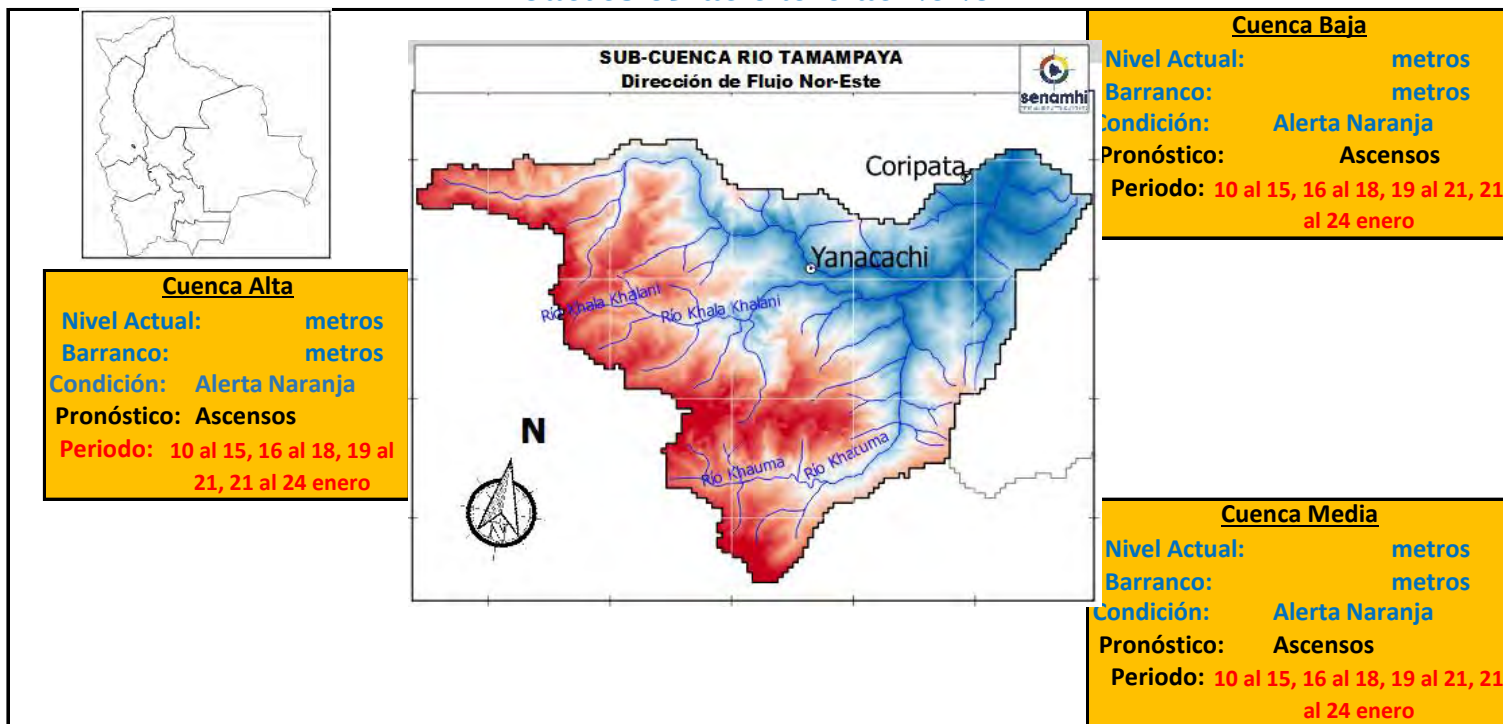 SUB-CUENCA RIO TAMAMPAYA
Dirección de Flujo Nor-Este
senamhi
Coripata
Yanacachi
Río Khala Khalani
Río Khala Khalani
Río Khauma
Río Khatuma
N
Cuenca Alta
Nivel Actual: metros
Barranco: metros
Condición: Alerta Naranja
Pronóstico: Ascensos
Periodo: 10 al 15, 16 al 18, 19 al
21, 21 al 24 enero
Cuenca Baja
Nivel Actual: metros
Barranco: metros
Condición: Alerta Naranja
Pronóstico: Ascensos
Periodo: 10 al 15, 16 al 18, 19 al 21, 21
al 24 enero
Cuenca Media
Nivel Actual: metros
Barranco: metros
Condición: Alerta Naranja
Pronóstico: Ascensos
Periodo: 10 al 15, 16 al 18, 19 al 21, 21
al 24 enero